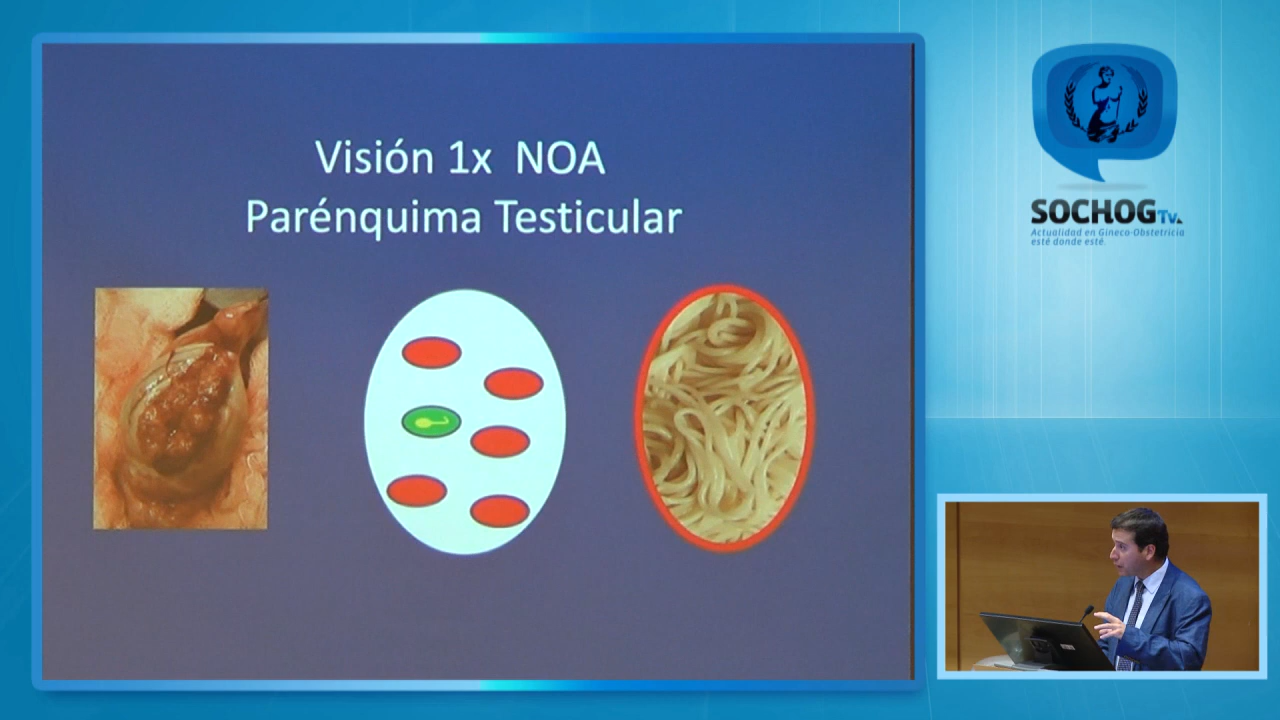 Visión 1x NOA
Parénquima Testicular
SOCHOG Tv.
Actualidad en Gineco-Obstetricia
esté donde esté.